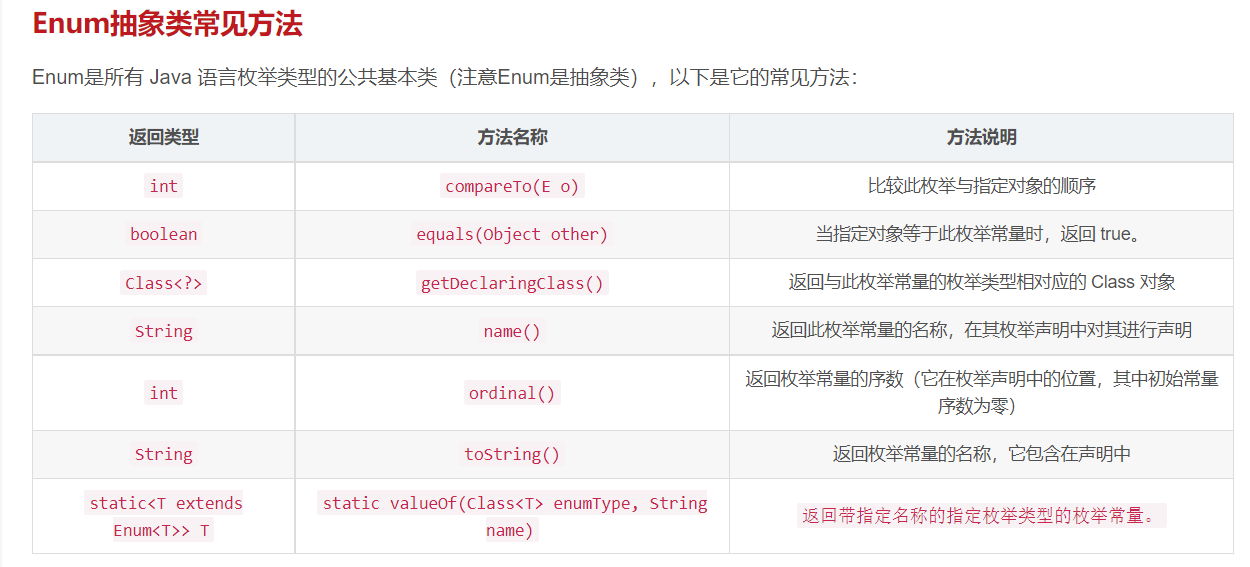 Enum抽象类常见方法
Enum是所有 Java 语言枚举类型的公共基本类（注意Enum是抽象类），以下是它的常见方法：
返回类型 方法名称 方法说明
int compareTo(E o) 比较此枚举与指定对象的顺序
boolean equals(Object other) 当指定对象等于此枚举常量时，返回 true。
Class<?> getDeclaringClass() 返回与此枚举常量的枚举类型相对应的 Class 对象
String name() 返回此枚举常量的名称，在其枚举声明中对其进行声明
int ordinal() 返回枚举常量的序数（它在枚举声明中的位置，其中初始常量
序数为零）
String toString() 返回枚举常量的名称，它包含在声明中
static<T extends
Enum<T>> T
static valueOf(Class<T> enumType, String
name)
返回带指定名称的指定枚举类型的枚举常量。